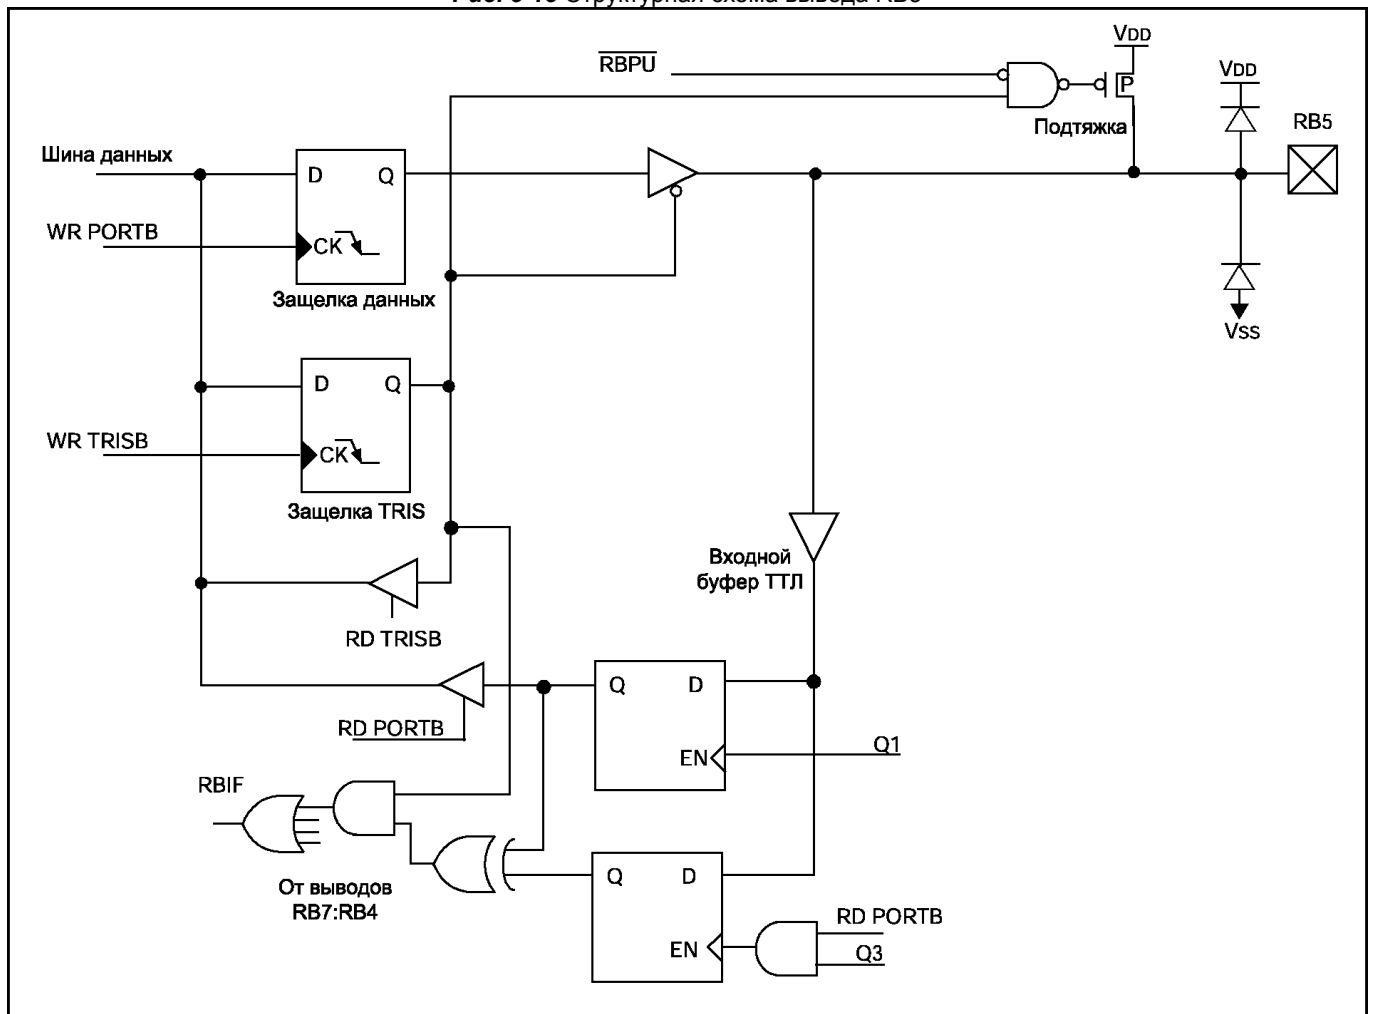 VDD
RBPU
P
VDD
Подтяжка
RB5
Шина данных
D Q
WR PORTB
CK
Защелка данных
VSS
D Q
WR TRISB
CK
Защелка TRIS
Входной
буфер ТТЛ
RD TRISB
Q D
RD PORTB
EN
Q1
RBIF
Q D
От выводов
RB7:RB4
RD PORTB
EN
Q3